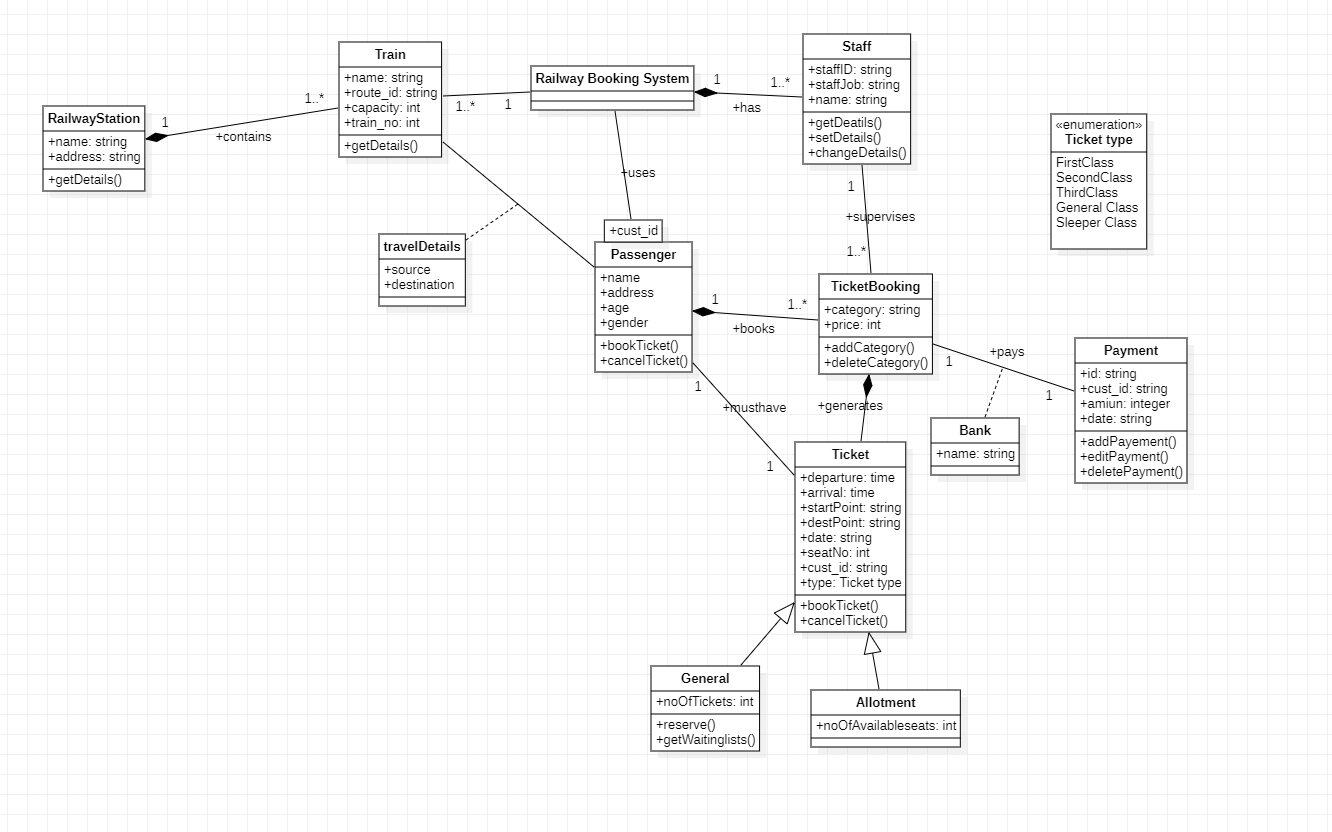 Train
+name: string
+route_id: string
+capacity: int
+train_no: int
+getDetails()
Railway Booking System
Staff
+staffID: string
+staffJob: string
+name: string
+getDeatils()
+setDetails()
+changeDetails()
1
1..*
+has
1..*
1
RailwayStation
+name: string
+address: string
+getDetails()
1
1..*
+contains
«enumeration»
Ticket type
FirstClass
SecondClass
ThirdClass
General Class
Sleeper Class
+uses
1
+supervises
1..*
travelDetails
+source
+destination
+cust_id
Passenger
+name
+address
+age
+gender
+bookTicket()
+cancelTicket()
1
1..*
+books
TicketBooking
+category: string
+price: int
+addCategory()
+deleteCategory()
+pays
1
1
Payment
+id: string
+cust_id: string
+amiun: integer
+date: string
+addPayement()
+editPayment()
+deletePayment()
1
+musthave
1
+generates
Bank
+name: string
Ticket
+departure: time
+arrival: time
+startPoint: string
+destPoint: string
+date: string
+seatNo: int
+cust_id: string
+type: Ticket type
+bookTicket()
+cancelTicket()
General
+noOfTickets: int
+reserve()
+getWaitinglists()
Allotment
+noOfAvailableseats: int